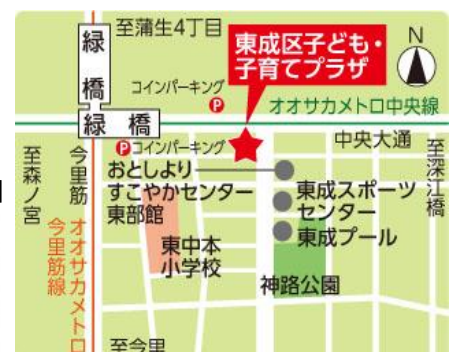 至蒲生4丁目
緑橋
東成区子ども・
子育てプラザ
N
コインパーキング
P
オオサカメトロ中央線
緑橋
P コインパーキング
中央大通
至森ノ宮
今里筋
至深江橋
おとしより
すこやかセンター
東部館
東成スポーツ
センター
東成プール
オオサカメトロ
今里筋線
東中本
小学校
神路公園
至今里